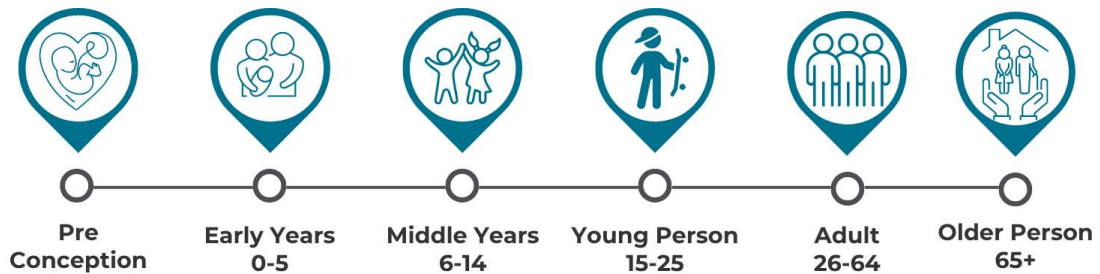 Pre
Conception
Early Years
0-5
Middle Years
6-14
Young Person
15-25
Adult
26-64
Older Person
65+